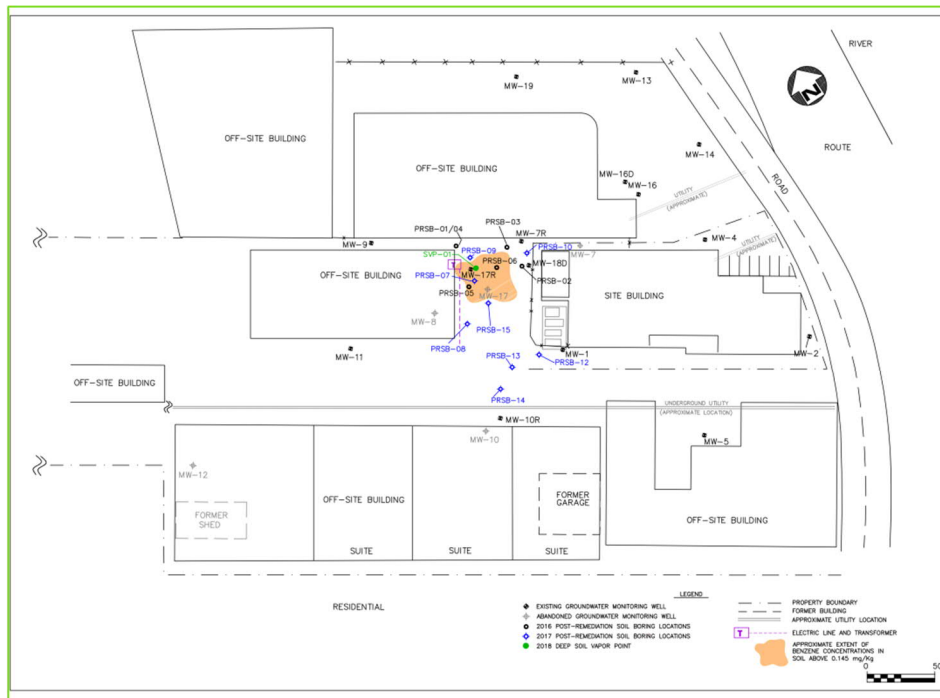 RIVER
MW-19
MW-13
N
OFF-SITE BUILDING
ROUTE
MW-14
OFF-SITE BUILDING
MW-16D
MW-16
UTILITY
(APPROXIMATE)
ROAD
PRSB-03
PRSB-01/04
MW-7R
MW-9
PRSB-09
PRSB-10
MW-7
MW-4
UTILITY
(APPROXIMATE)
SVP-01
T
PRSB-06
MW-18D
OFF-SITE BUILDING
PRSB-07
MW-17R
PRSB-02
PRSB-05
MW-17
SITE BUILDING
MW-8
PRSB-15
PRSB-08
MW-11
PRSB-13
MW-1
PRSB-12
MW-2
OFF-SITE BUILDING
PRSB-14
UNDERGROUND UTILITY
(APPROXIMATE LOCATION)
MW-10R
MW-10
MW-5
MW-12
OFF-SITE BUILDING
FORMER
GARAGE
FORMER
SHED
OFF-SITE BUILDING
SUITE
SUITE
SUITE
RESIDENTIAL
LEGEND
EXISTING GROUNDWATER MONITORING WELL
ABANDONED GROUNDWATER MONITORING WELL
2016 POST-REMEDIATION SOIL BORING LOCATIONS
2017 POST-REMEDIATION SOIL BORING LOCATIONS
2018 DEEP SOIL VAPOR POINT
PROPERTY BOUNDARY
FORMER BUILDING
APPROXIMATE UTILITY LOCATION
T
ELECTRIC LINE AND TRANSFORMER
APPROXIMATE EXTENT OF
BENZENE CONCENTRATIONS IN
SOIL ABOVE 0.145 mg/Kg
0 50